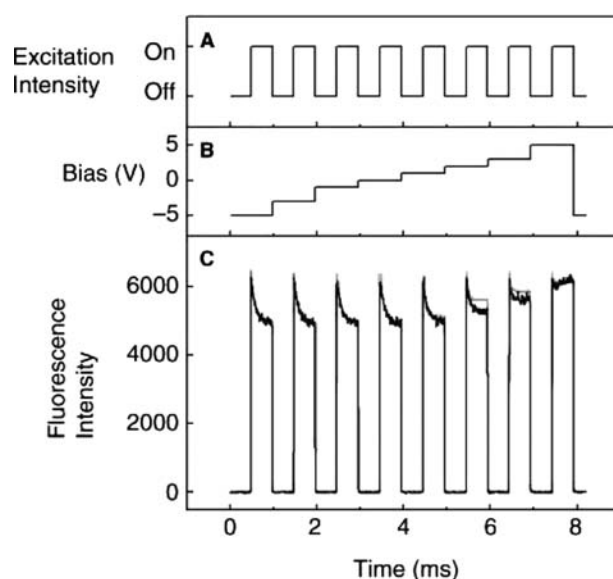 A
Excitation
Intensity
On
Off
B
Bias (V)
5
0
−5
C
Fluorescence
Intensity
6000
4000
2000
0
0 2 4 6 8
Time (ms)